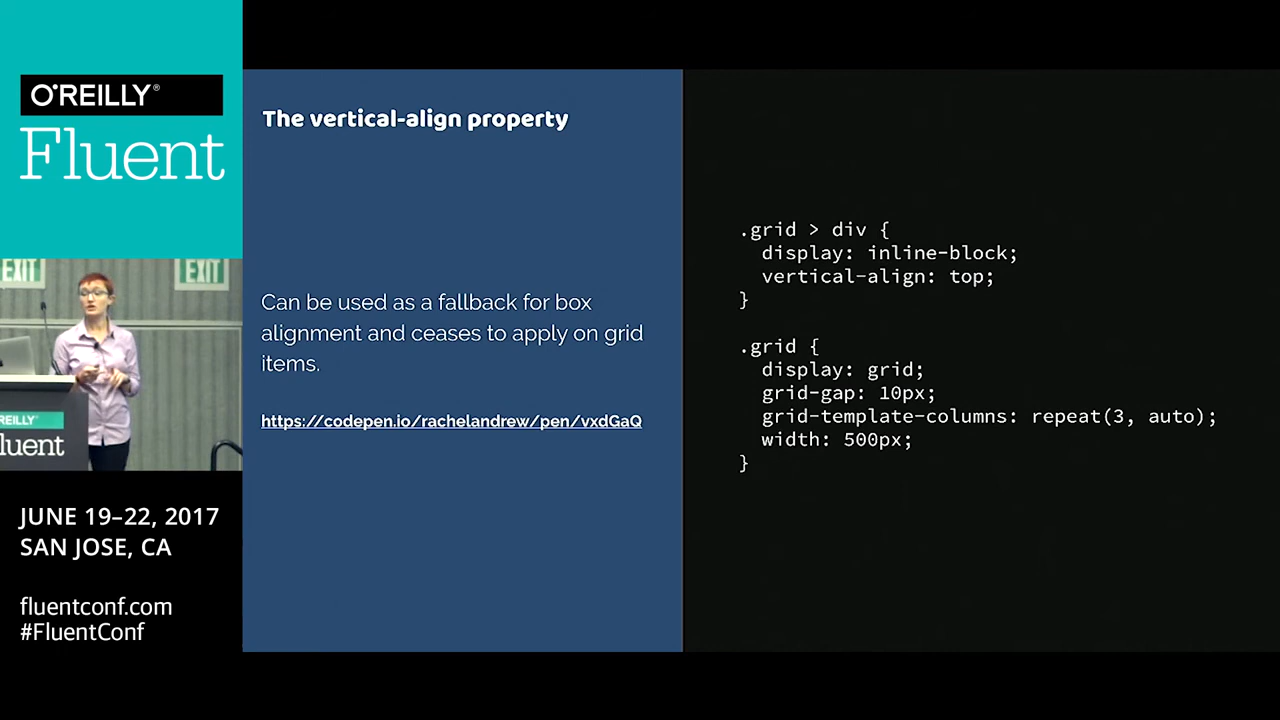 O'REILLY®
Fluent
The vertical-align property
Can be used as a fallback for box
alignment and ceases to apply on grid
items.
https://codepen.io/rachelandrew/pen/vxdGaQ
.grid > div {
  display: inline-block;
  vertical-align: top;
}
.grid {
  display: grid;
  grid-gap: 10px;
  grid-template-columns: repeat(3, auto);
  width: 500px;
}
EXIT
EXIT
REILLY
luent
JUNE 19–22, 2017
SAN JOSE, CA
fluentconf.com
#FluentConf